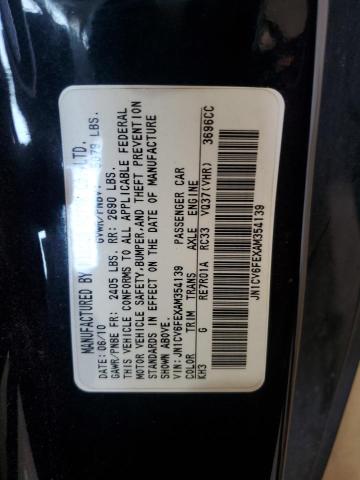 MANUFACTURED BY LTD.
DATE: 06/10 GVWR/PNBV: LBS.
GAWR/PNBE FR: 2405 LBS. RR: 2690 LBS.
THIS VEHICLE CONFORMS TO ALL APPLICABLE FEDERAL
MOTOR VEHICLE SAFETY,BUMPER,AND THEFT PREVENTION
STANDARDS IN EFFECT ON THE DATE OF MANUFACTURE
SHOWN ABOVE.
VIN: JN1CV6FEXAM354139 PASSENGER CAR
COLOR TRIM TRANS AXLE ENGINE
KH3 G RE7R01A RC33 VQ37(VHR) 3696CC
JN1CV6FEXAM354139